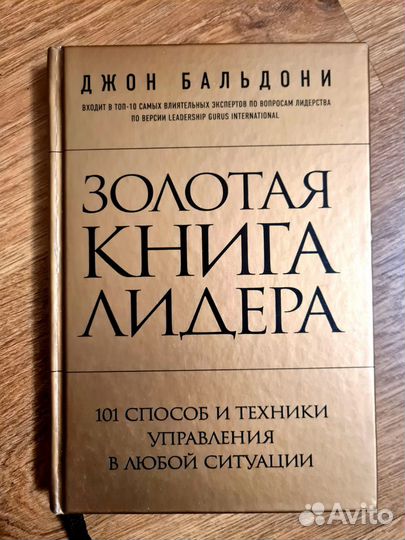 ДЖОН БАЛЬДОНИ
ВХОДИТ В ТОП-10 САМЫХ ВЛИЯТЕЛЬНЫХ ЭКСПЕРТОВ ПО ВОПРОСАМ ЛИДЕРСТВА
ПО ВЕРСИИ LEADERSHIP GURUS INTERNATIONAL
ЗОЛОТАЯ
КНИГА
ЛИДЕРА
101 СПОСОБ И ТЕХНИКИ
УПРАВЛЕНИЯ
В ЛЮБОЙ СИТУАЦИИ
Avito